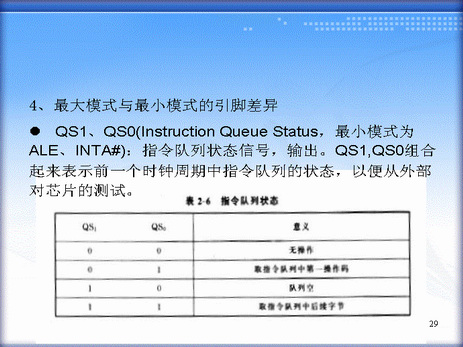 4、最大模式与最小模式的引脚差异
● QS1、QS0(Instruction Queue Status，最小模式为
ALE、INTA#)：指令队列状态信号，输出。QS1,QS0组合
起来表示前一个时钟周期中指令队列的状态，以便从外部
对芯片的测试。
表 2-6 指令队列状态
QS₁ QS₀ 意义
0 0 无操作
0 1 取指令队列中第一操作码
1 0 队列空
1 1 取指令队列中后续字节
29